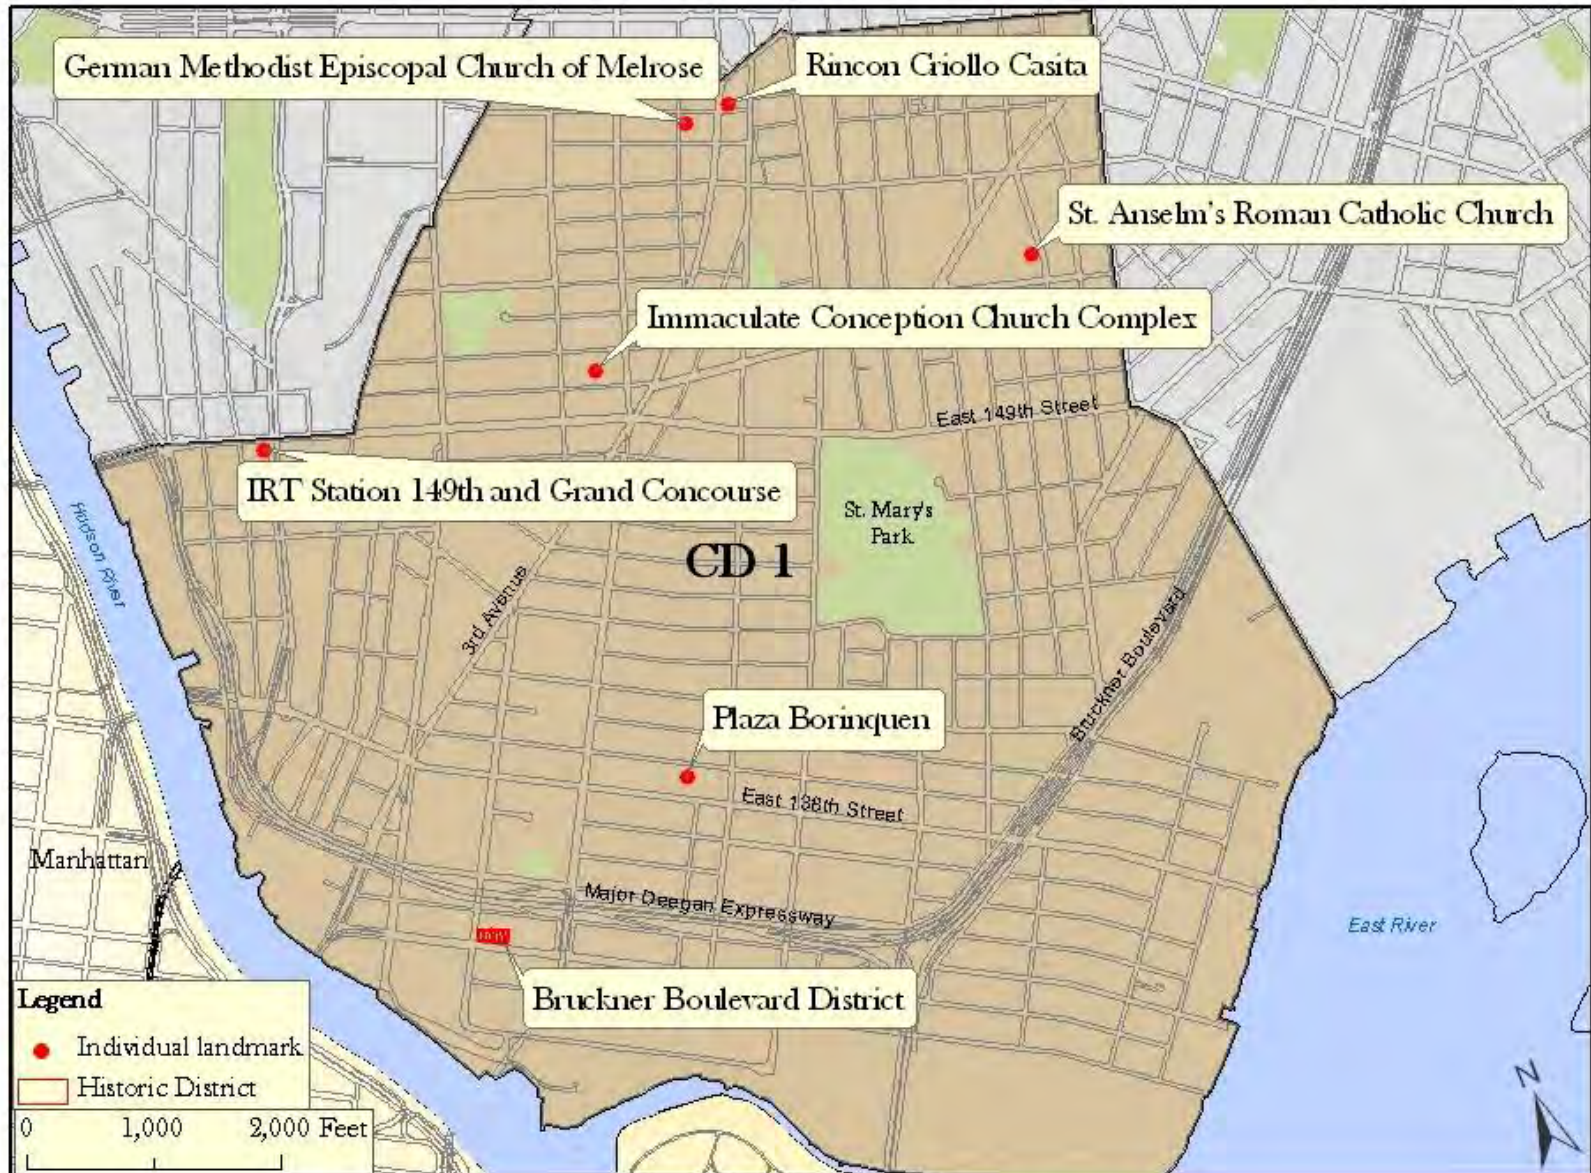 German Methodist Episcopal Church of Melrose
Rincon Criollo Casita
St. Anselm's Roman Catholic Church
Immaculate Conception Church Complex
East 149th Street
IRT Station 149th and Grand Concourse
St. Mary's
Park
Hudson River
CD 1
3rd Avenue
Bruckner Boulevard
Plaza Borinquen
East 138th Street
Manhattan
Major Deegan Expressway
East River
Bruckner Boulevard District
Legend
Individual landmark
Historic District
0 1,000 2,000 Feet
N